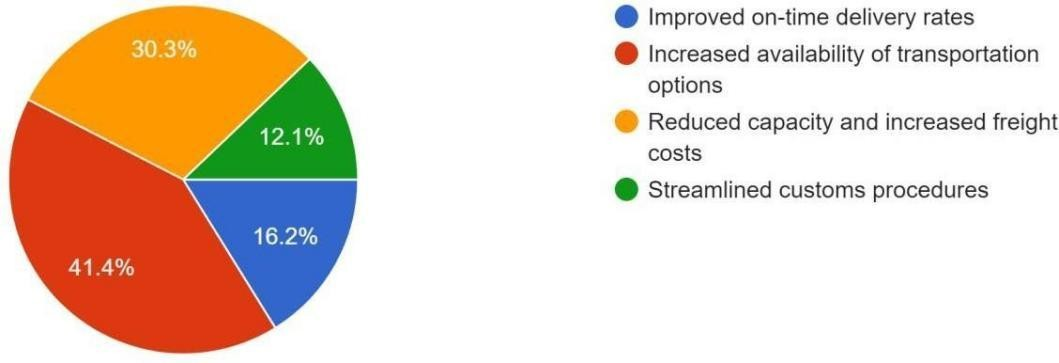 30.3%
12.1%
16.2%
41.4%
Improved on-time delivery rates
Increased availability of transportation
options
Reduced capacity and increased freight
costs
Streamlined customs procedures